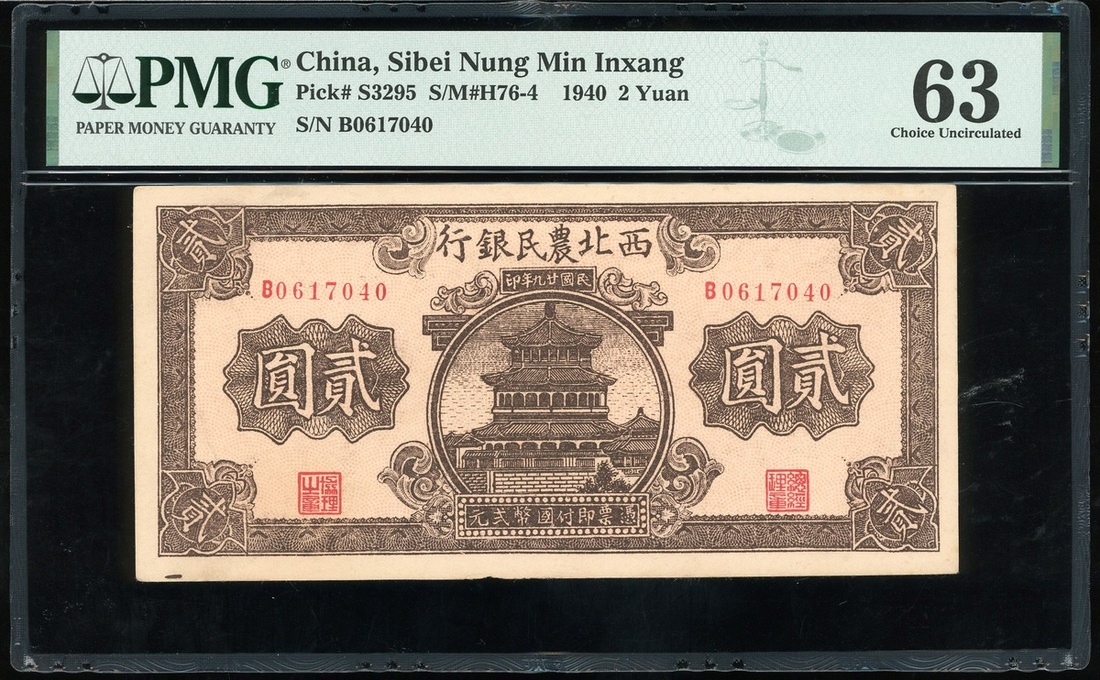 PMG®
PAPER MONEY GUARANTY
China, Sibei Nung Min Inxang
Pick# S3295 S/M#H76-4 1940 2 Yuan
S/N B0617040
63
Choice Uncirculated
貳
貳
行銀民農北西
印年九廿國民
B0617040
B0617040
圓貳
圓貳
元弍幣國付即票憑
貳
貳